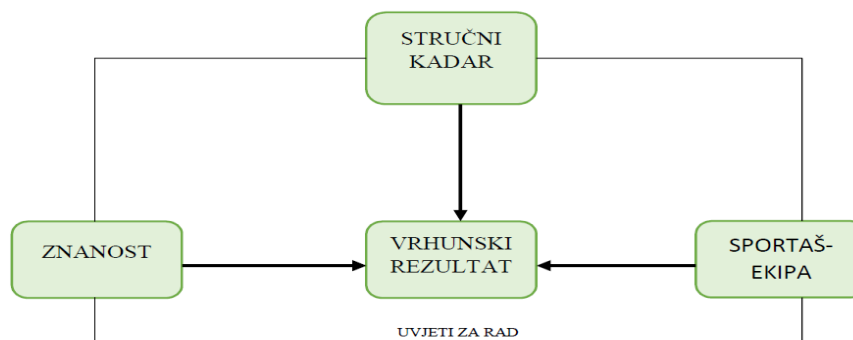 STRUČNI
KADAR
ZNANOST
VRHUNSKI
REZULTAT
SPORTAŠ-
EKIPA
UVJETI ZA RAD